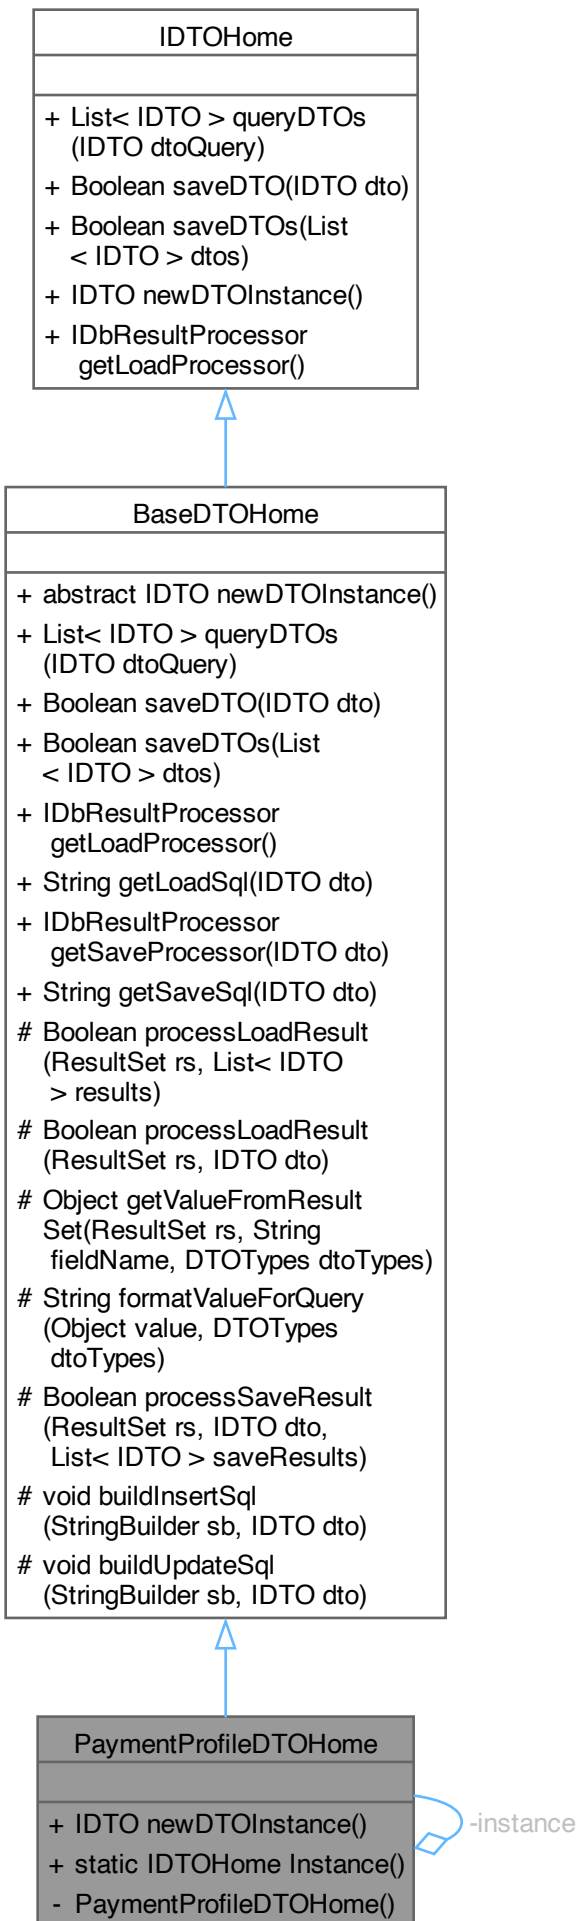 IDTOHome
+ List< IDTO > queryDTOs
(IDTO dtoQuery)
+ Boolean saveDTO(IDTO dto)
+ Boolean saveDTOs(List
< IDTO > dtos)
+ IDTO newDTOInstance()
+ IDbResultProcessor
getLoadProcessor()
BaseDTOHome
+ abstract IDTO newDTOInstance()
+ List< IDTO > queryDTOs
(IDTO dtoQuery)
+ Boolean saveDTO(IDTO dto)
+ Boolean saveDTOs(List
< IDTO > dtos)
+ IDbResultProcessor
getLoadProcessor()
+ String getLoadSql(IDTO dto)
+ IDbResultProcessor
getSaveProcessor(IDTO dto)
+ String getSaveSql(IDTO dto)
# Boolean processLoadResult
(ResultSet rs, List< IDTO
> results)
# Boolean processLoadResult
(ResultSet rs, IDTO dto)
# Object getValueFromResult
Set(ResultSet rs, String
fieldName, DTOTypes dtoTypes)
# String formatValueForQuery
(Object value, DTOTypes
dtoTypes)
# Boolean processSaveResult
(ResultSet rs, IDTO dto,
List< IDTO > saveResults)
# void buildInsertSql
(StringBuilder sb, IDTO dto)
# void buildUpdateSql
(StringBuilder sb, IDTO dto)
PaymentProfileDTOHome
+ IDTO newDTOInstance()
+ static IDTOHome Instance()
- PaymentProfileDTOHome()
-instance